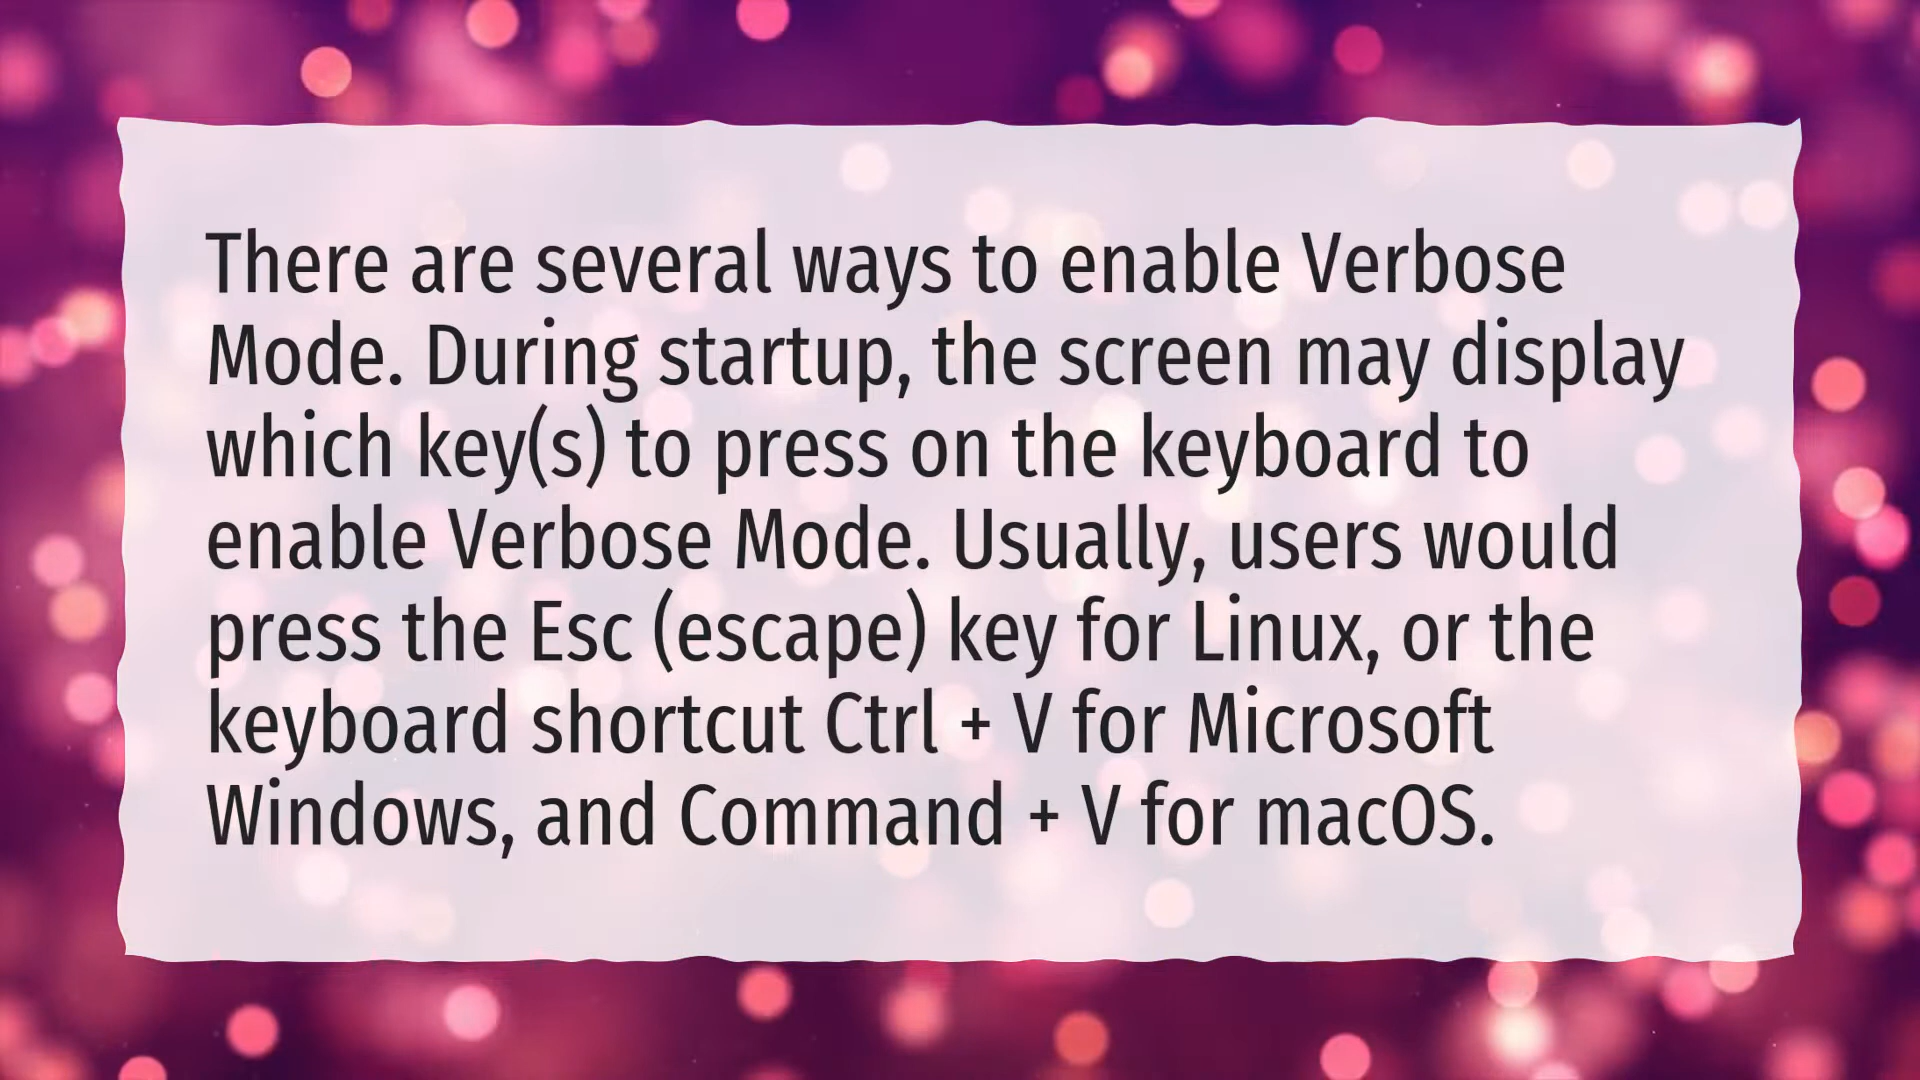 There are several ways to enable Verbose
Mode. During startup, the screen may display
which key(s) to press on the keyboard to
enable Verbose Mode. Usually, users would
press the Esc (escape) key for Linux, or the
keyboard shortcut Ctrl + V for Microsoft
Windows, and Command + V for macOS.